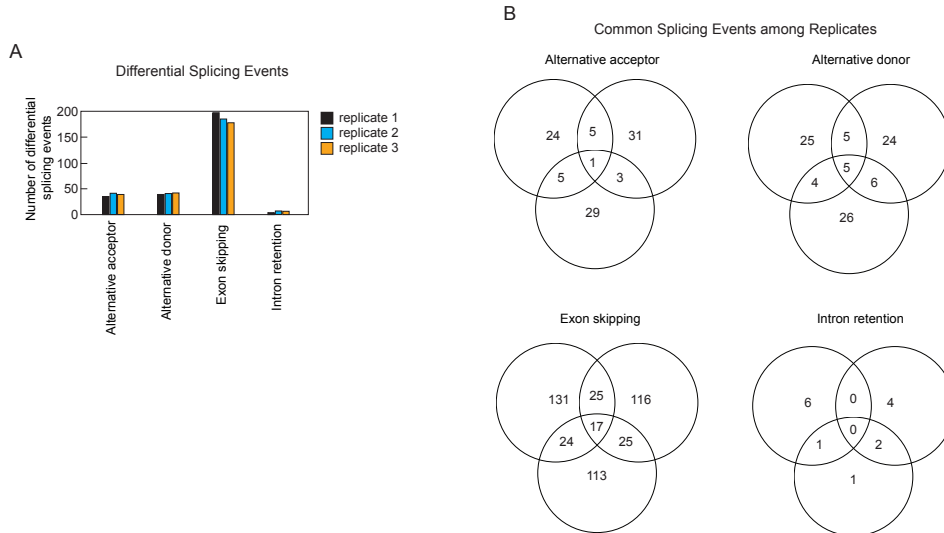 A
Differential Splicing Events
Number of differential
splicing events
200
150
100
50
0
Alternative acceptor
Alternative donor
Exon skipping
Intron retention
replicate 1
replicate 2
replicate 3
B
Common Splicing Events among Replicates
Alternative acceptor
24
5
31
1
5
3
29
Alternative donor
25
5
24
5
4
6
26
Exon skipping
131
25
116
17
24
25
113
Intron retention
6
0
4
0
1
2
1